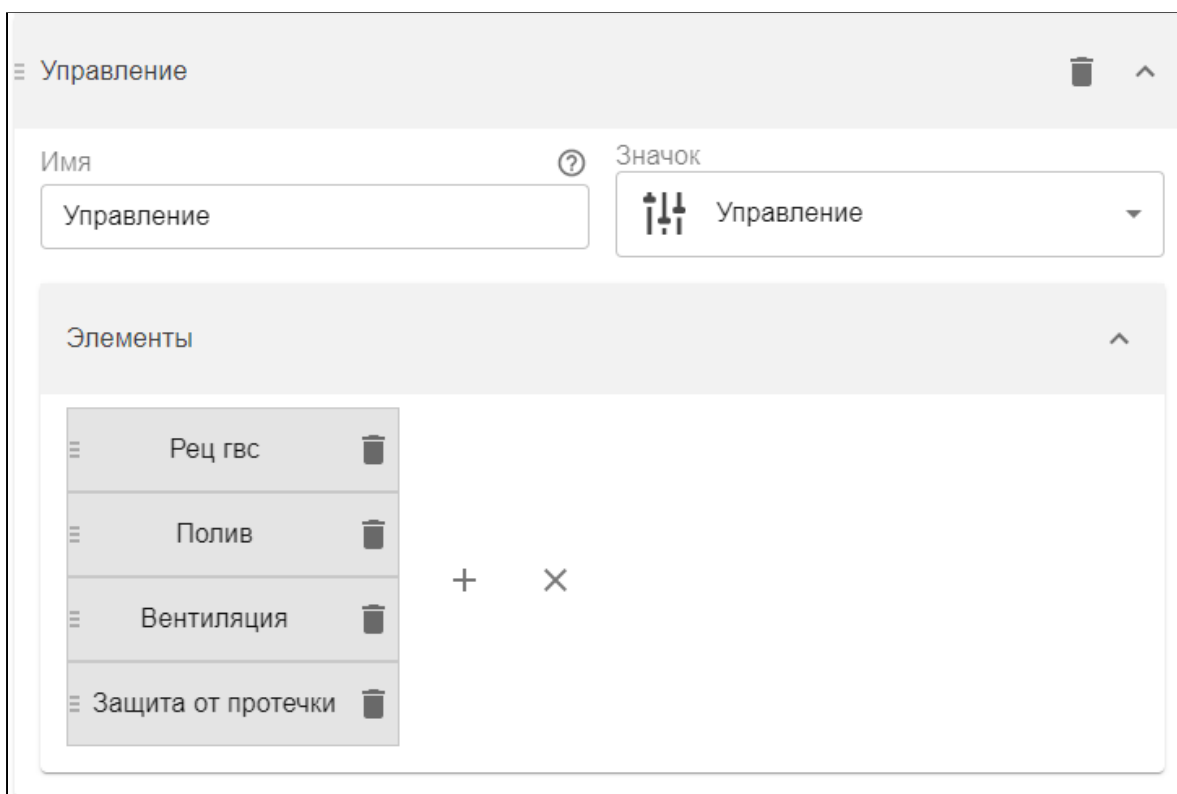 Управление
Имя
Значок
Управление
Управление
Элементы
Рец гвс
Полив
Вентиляция
Защита от протечки